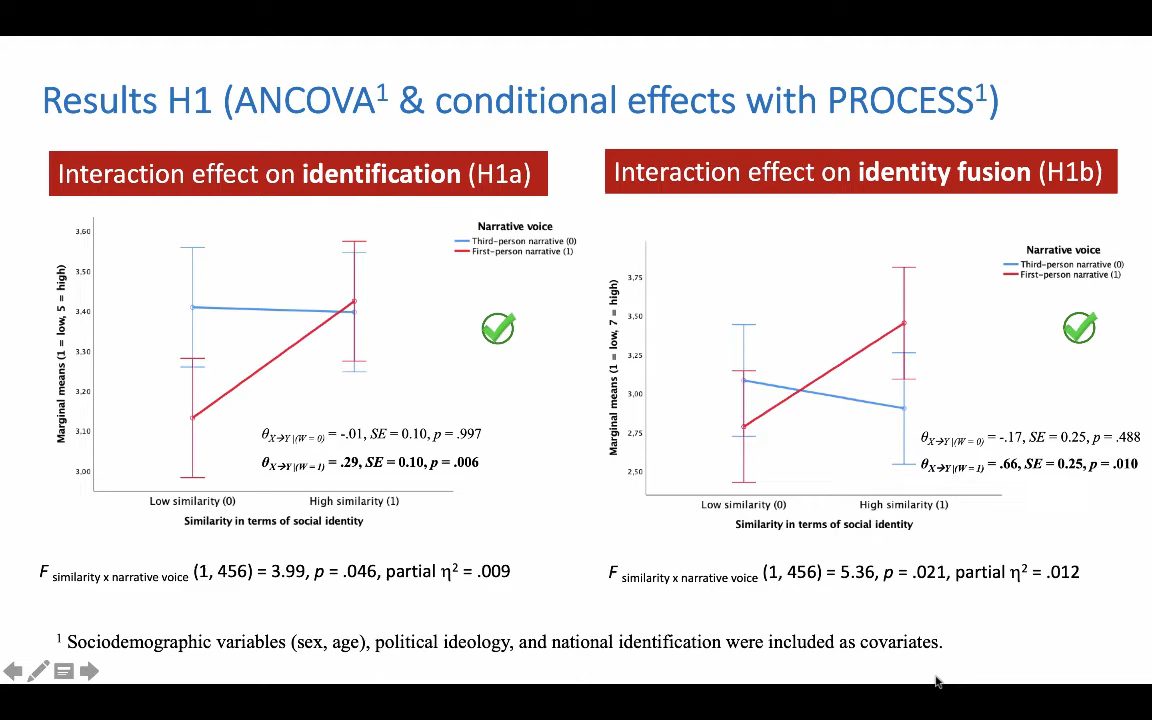 Results H1 (ANCOVA¹ & conditional effects with PROCESS¹)
Interaction effect on identification (H1a)
Narrative voice
Third-person narrative (0)
First-person narrative (1)
Marginal means (1 = low, 5 = high)
3,60
3,50
3,40
3,30
3,20
3,10
3,00
θX→Y|(W = 0) = -.01, SE = 0.10, p = .997
θX→Y|(W = 1) = .29, SE = 0.10, p = .006
Low similarity (0) High similarity (1)
Similarity in terms of social identity
F similarity x narrative voice (1, 456) = 3.99, p = .046, partial η² = .009
Interaction effect on identity fusion (H1b)
Narrative voice
Third-person narrative (0)
First-person narrative (1)
Marginal means (1 = low, 7 = high)
3,75
3,50
3,25
3,00
2,75
2,50
θX→Y|(W = 0) = -.17, SE = 0.25, p = .488
θX→Y|(W = 1) = .66, SE = 0.25, p = .010
Low similarity (0) High similarity (1)
Similarity in terms of social identity
F similarity x narrative voice (1, 456) = 5.36, p = .021, partial η² = .012
¹ Sociodemographic variables (sex, age), political ideology, and national identification were included as covariates.